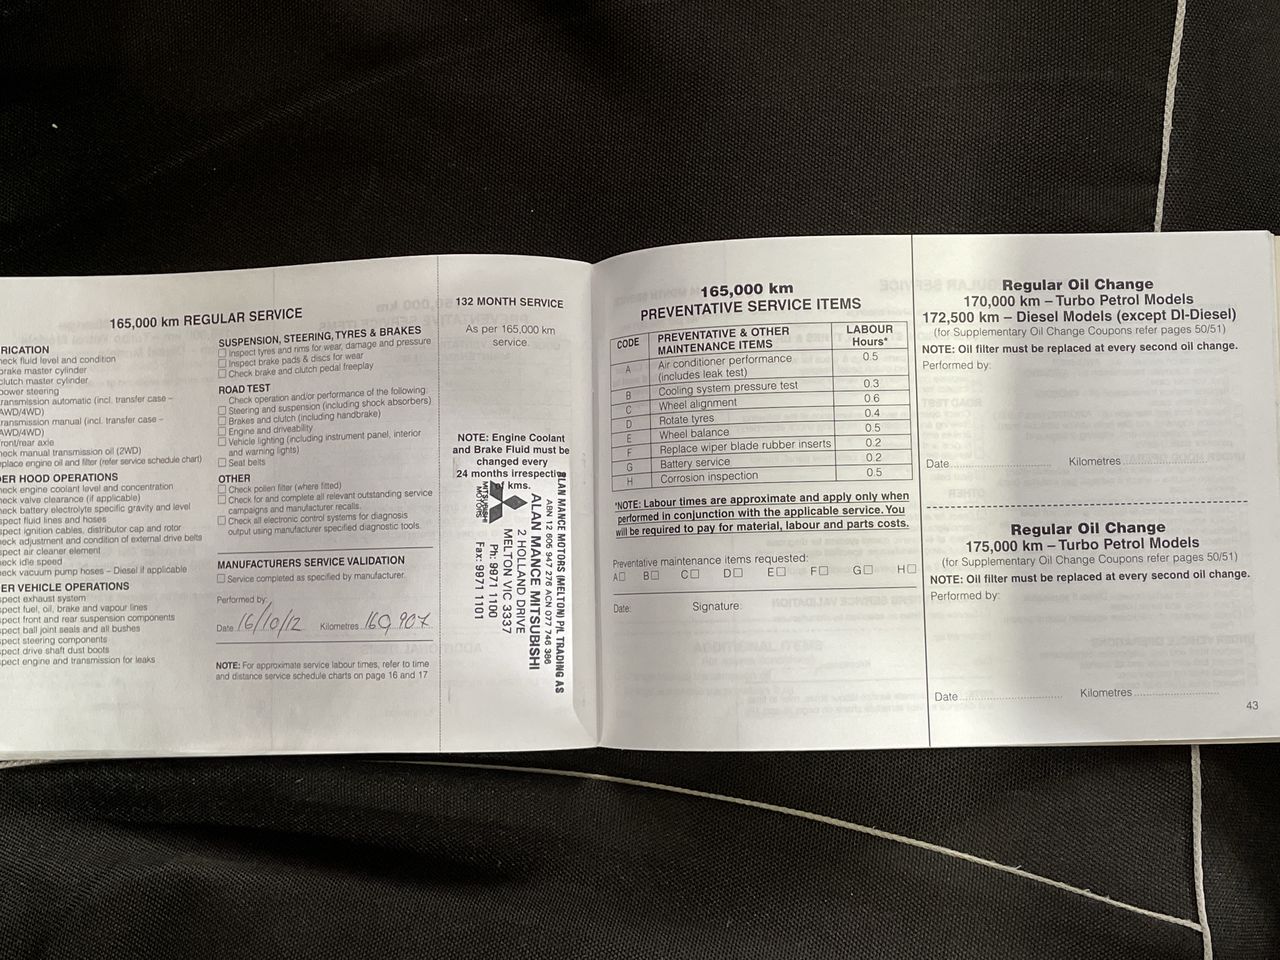 165,000 km REGULAR SERVICE
RICATION
eck fluid level and condition
brake master cylinder
clutch master cylinder
power steering
transmission automatic (incl. transfer case –
AWD/4WD)
transmission manual (incl. transfer case –
AWD/4WD)
front/rear axle
heck manual transmission oil (2WD)
eplace engine oil and filter (refer service schedule chart)
ER HOOD OPERATIONS
heck engine coolant level and concentration
heck valve clearance (if applicable)
heck battery electrolyte specific gravity and level
spect fluid lines and hoses
spect ignition cables, distributor cap and rotor
heck adjustment and condition of external drive belts
spect air cleaner element
heck idle speed
heck vacuum pump hoses – Diesel if applicable
ER VEHICLE OPERATIONS
spect exhaust system
spect fuel, oil, brake and vapour lines
spect front and rear suspension components
spect ball joint seals and all bushes
spect steering components
spect drive shaft dust boots
spect engine and transmission for leaks
SUSPENSION, STEERING, TYRES & BRAKES
Inspect tyres and rims for wear, damage and pressure
Inspect brake pads & discs for wear
Check brake and clutch pedal freeplay
ROAD TEST
Check operation and/or performance of the following:
Steering and suspension (including shock absorbers)
Brakes and clutch (including handbrake)
Engine and driveability
Vehicle lighting (including instrument panel, interior
and warning lights)
Seat belts
OTHER
Check pollen filter (where fitted)
Check for and complete all relevant outstanding service
campaigns and manufacturer recalls.
Check all electronic control systems for diagnosis
output using manufacturer specified diagnostic tools.
MANUFACTURERS SERVICE VALIDATION
Service completed as specified by manufacturer.
Performed by:
Date 16/10/12 Kilometres 160,907
NOTE: For approximate service labour times, refer to time
and distance service schedule charts on page 16 and 17
132 MONTH SERVICE
As per 165,000 km
service.
NOTE: Engine Coolant
and Brake Fluid must be
changed every
24 months irrespective
of kms.
ALAN MANCE MOTORS (MELTON) P/L TRADING AS
ABN 12 605 947 276 ACN 077 746 386
ALAN MANCE MITSUBISHI
2 HOLLAND DRIVE
MELTON VIC 3337
Ph: 9971 1100
Fax: 9971 1101
MITSUBISHI
MOTORS
165,000 km
PREVENTATIVE SERVICE ITEMS
CODE PREVENTATIVE & OTHER MAINTENANCE ITEMS LABOUR Hours*
A Air conditioner performance (includes leak test) 0.5
B Cooling system pressure test 0.3
C Wheel alignment 0.6
D Rotate tyres 0.4
E Wheel balance 0.5
F Replace wiper blade rubber inserts 0.2
G Battery service 0.2
H Corrosion inspection 0.5
*NOTE: Labour times are approximate and apply only when
performed in conjunction with the applicable service. You
will be required to pay for material, labour and parts costs.
Preventative maintenance items requested:
A B C D E F G H
Date: Signature:
Regular Oil Change
170,000 km – Turbo Petrol Models
172,500 km – Diesel Models (except DI-Diesel)
(for Supplementary Oil Change Coupons refer pages 50/51)
NOTE: Oil filter must be replaced at every second oil change.
Performed by:
Date Kilometres
Regular Oil Change
175,000 km – Turbo Petrol Models
(for Supplementary Oil Change Coupons refer pages 50/51)
NOTE: Oil filter must be replaced at every second oil change.
Performed by:
Date Kilometres
43